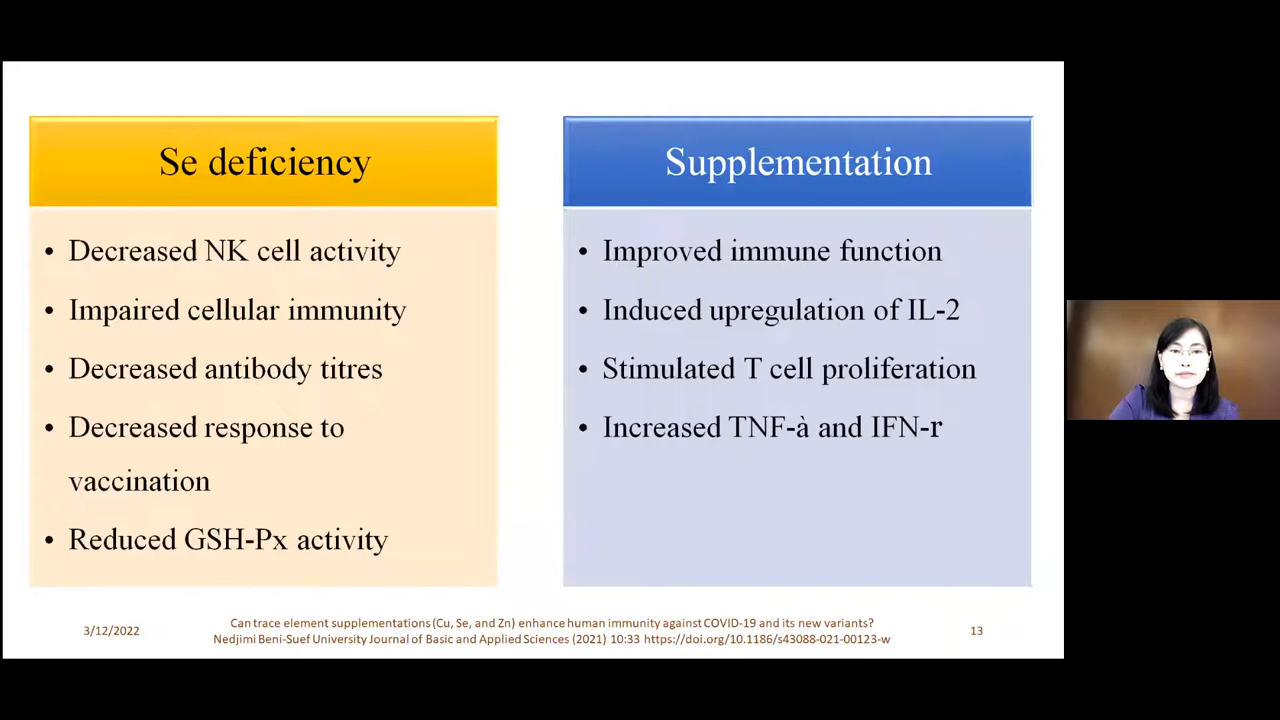 Se deficiency
• Decreased NK cell activity
• Impaired cellular immunity
• Decreased antibody titres
• Decreased response to
vaccination
• Reduced GSH-Px activity
Supplementation
• Improved immune function
• Induced upregulation of IL-2
• Stimulated T cell proliferation
• Increased TNF-à and IFN-r
3/12/2022
Can trace element supplementations (Cu, Se, and Zn) enhance human immunity against COVID-19 and its new variants?
Nedjimi Beni-Suef University Journal of Basic and Applied Sciences (2021) 10:33 https://doi.org/10.1186/s43088-021-00123-w
13